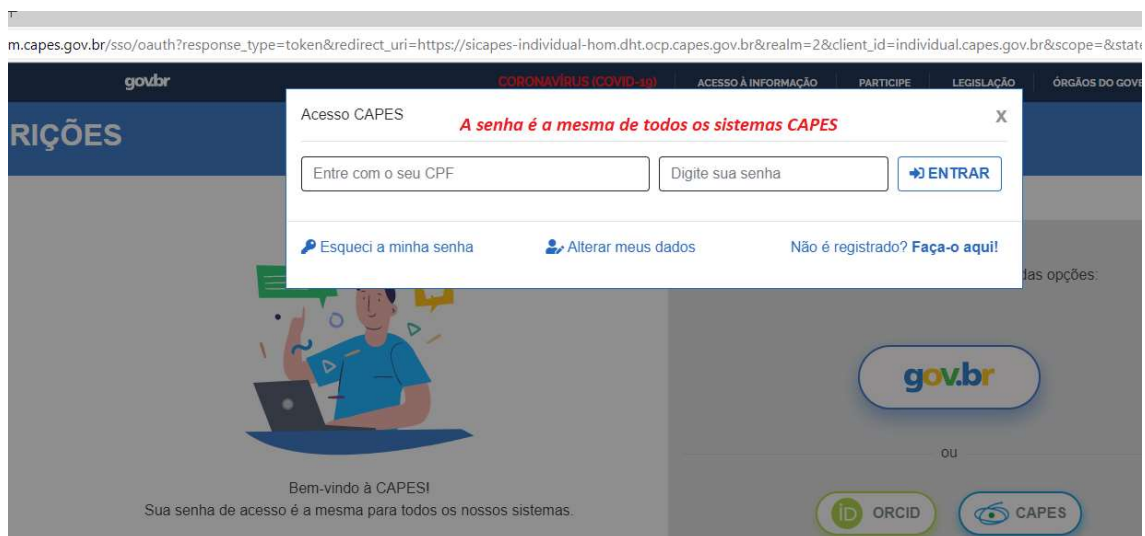 m.capes.gov.br/sso/oauth?response_type=token&redirect_uri=https://sicapes-individual-hom.dht.ocp.capes.gov.br&realm=2&client_id=individual.capes.gov.br&scope=&state
gov.br CORONAVÍRUS (COVID-19) ACESSO À INFORMAÇÃO PARTICIPE LEGISLAÇÃO ÓRGÃOS DO GOVE
RIÇÕES
Acesso CAPES A senha é a mesma de todos os sistemas CAPES X
Entre com o seu CPF Digite sua senha ENTRAR
Esqueci a minha senha Alterar meus dados Não é registrado? Faça-o aqui!
das opções:
gov.br
ou
Bem-vindo à CAPES!
Sua senha de acesso é a mesma para todos os nossos sistemas.
iD ORCID CAPES